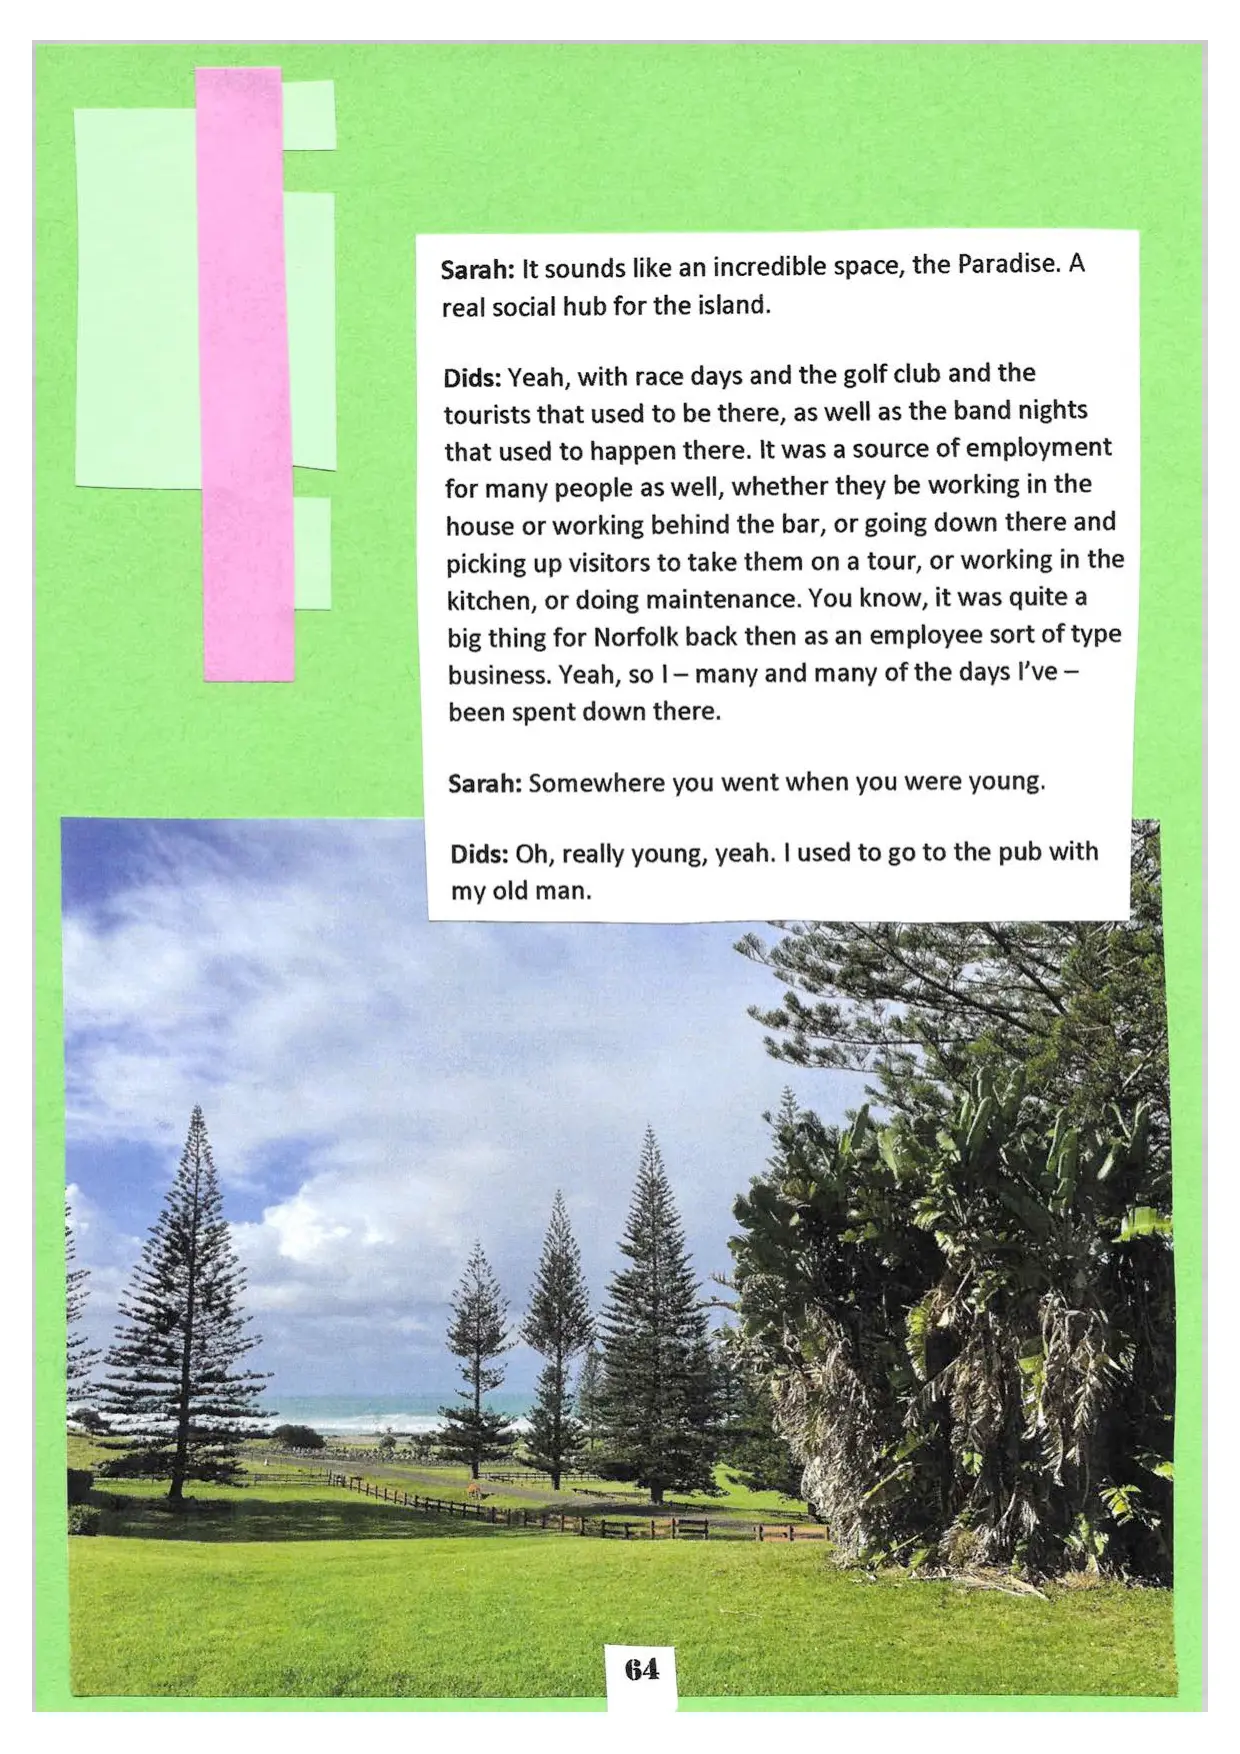 Sarah: It sounds like an incredible space, the Paradise. A
real social hub for the island.
Dids: Yeah, with race days and the golf club and the
tourists that used to be there, as well as the band nights
that used to happen there. It was a source of employment
for many people as well, whether they be working in the
house or working behind the bar, or going down there and
picking up visitors to take them on a tour, or working in the
kitchen, or doing maintenance. You know, it was quite a
big thing for Norfolk back then as an employee sort of type
business. Yeah, so I – many and many of the days I've –
been spent down there.
Sarah: Somewhere you went when you were young.
Dids: Oh, really young, yeah. I used to go to the pub with
my old man.
64